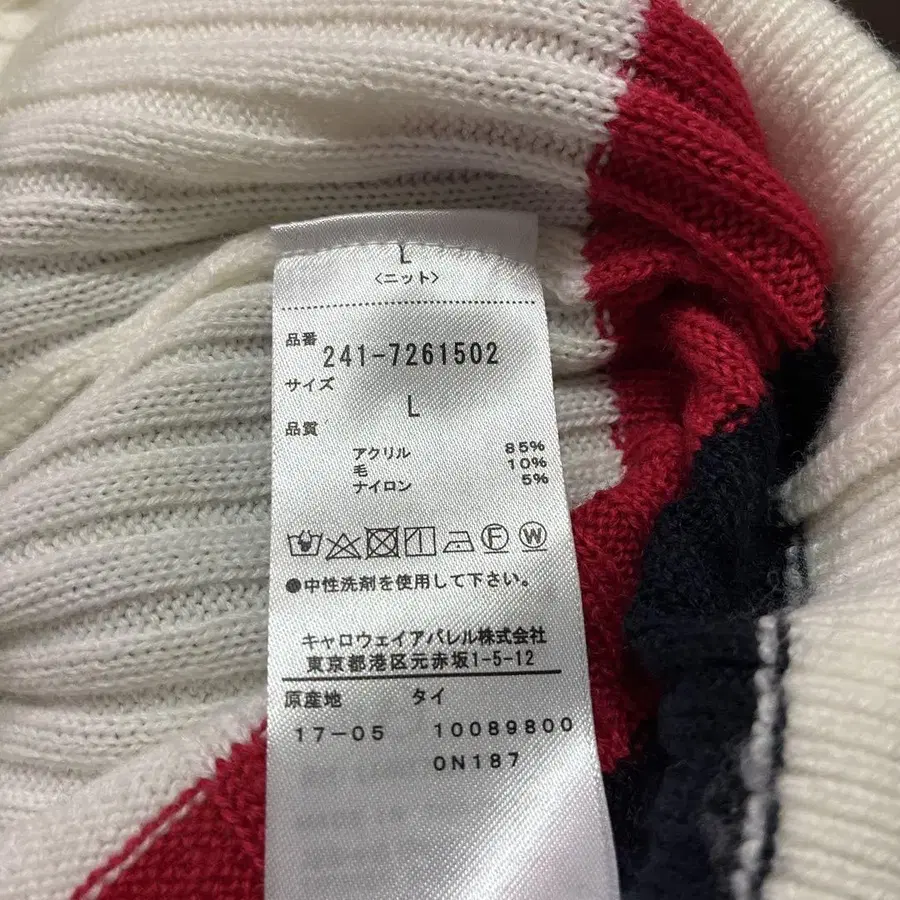 L
〈ニット〉
品番
241-7261502
サイズ
L
品質
アクリル 85%
毛 10%
ナイロン 5%
F W
●中性洗剤を使用して下さい。
キャロウェイアパレル株式会社
東京都港区元赤坂1-5-12
原産地 タイ
17-05 10089800
0N187